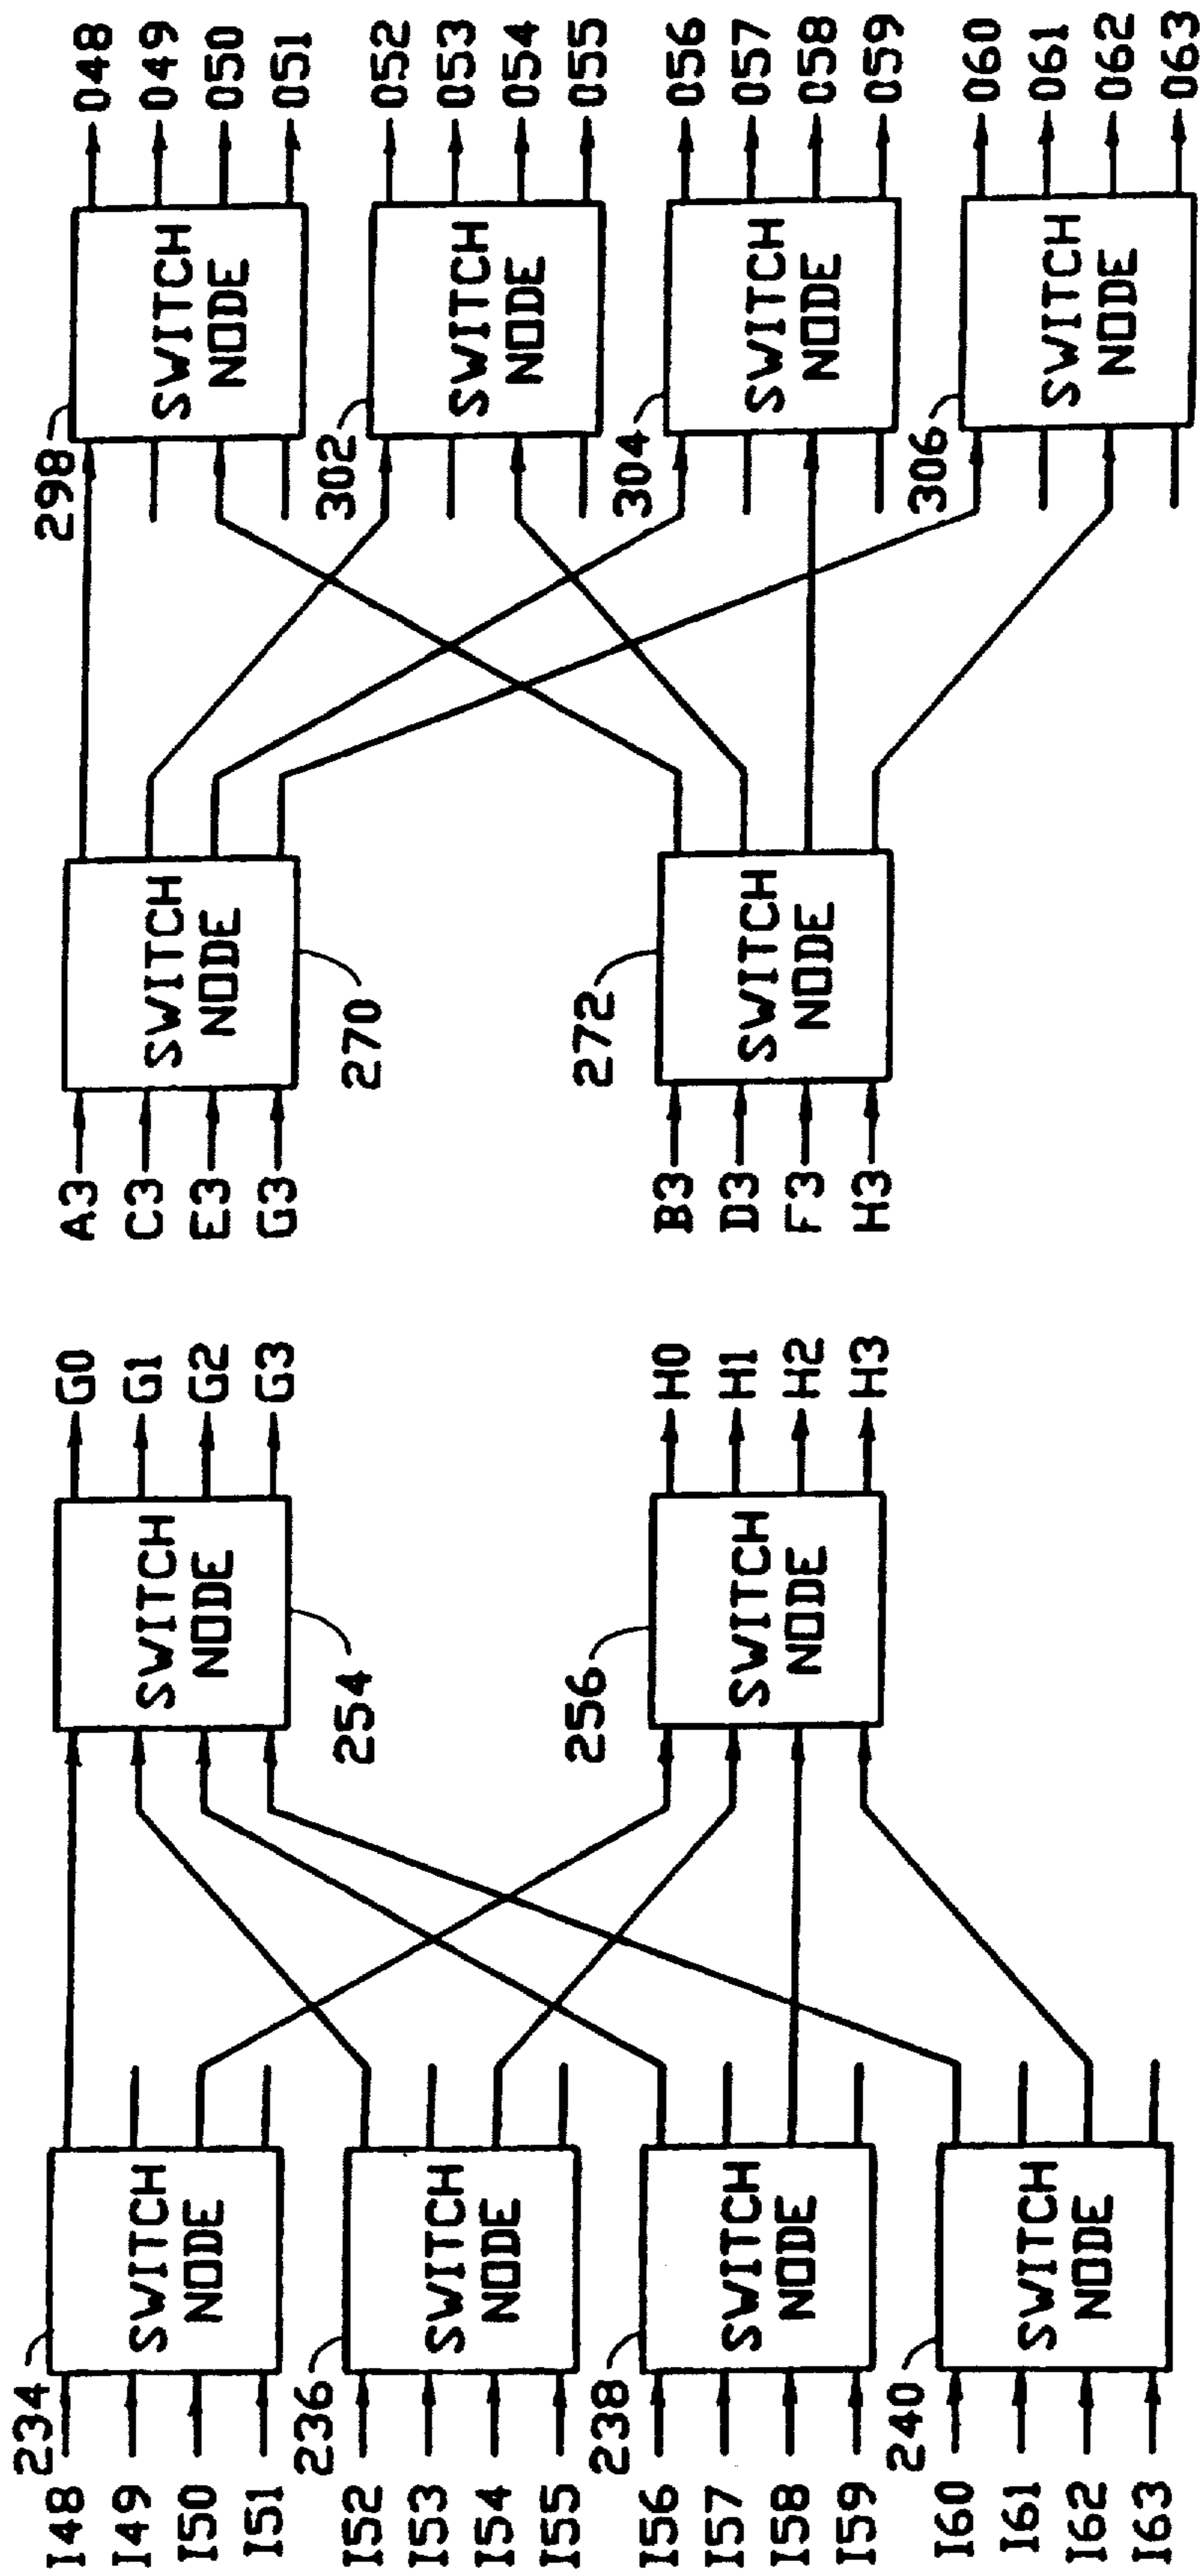 234
I48
I49
I50
I51
SWITCH
NODE
236
I52
I53
I54
I55
SWITCH
NODE
238
I56
I57
I58
I59
SWITCH
NODE
240
I60
I61
I62
I63
SWITCH
NODE
SWITCH
NODE
254
G0
G1
G2
G3
256
SWITCH
NODE
H0
H1
H2
H3
A3
C3
E3
G3
SWITCH
NODE
270
272
B3
D3
F3
H3
SWITCH
NODE
298
SWITCH
NODE
O48
O49
O50
O51
302
SWITCH
NODE
O52
O53
O54
O55
304
SWITCH
NODE
O56
O57
O58
O59
306
SWITCH
NODE
O60
O61
O62
O63